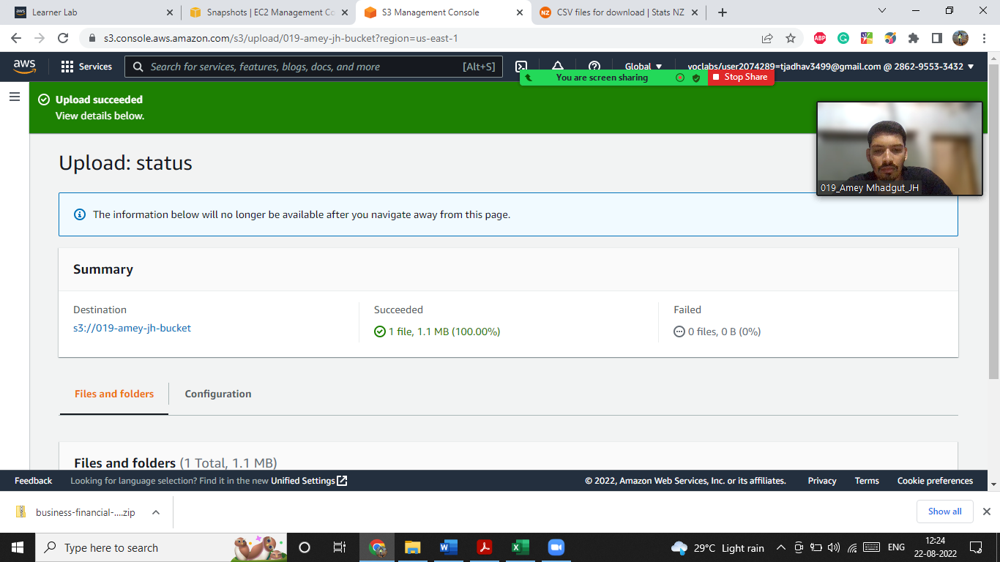 Learner Lab
Snapshots | EC2 Management Co
S3 Management Console
CSV files for download | Stats NZ
s3.console.aws.amazon.com/s3/upload/019-amey-jh-bucket?region=us-east-1
ABP
aws
Services
Search for services, features, blogs, docs, and more
[Alt+S]
Global
voclabs/user2074289=tjadhav3499@gmail.com @ 2862-9553-3432
You are screen sharing
Stop Share
Upload succeeded
View details below.
019_Amey Mhadgut_JH
Upload: status
The information below will no longer be available after you navigate away from this page.
Summary
Destination
s3://019-amey-jh-bucket
Succeeded
1 file, 1.1 MB (100.00%)
Failed
0 files, 0 B (0%)
Files and folders
Configuration
Files and folders (1 Total, 1.1 MB)
Feedback
Looking for language selection? Find it in the new Unified Settings
© 2022, Amazon Web Services, Inc. or its affiliates.
Privacy
Terms
Cookie preferences
business-financial-....zip
Show all
Type here to search
29°C Light rain
ENG
12:24
22-08-2022